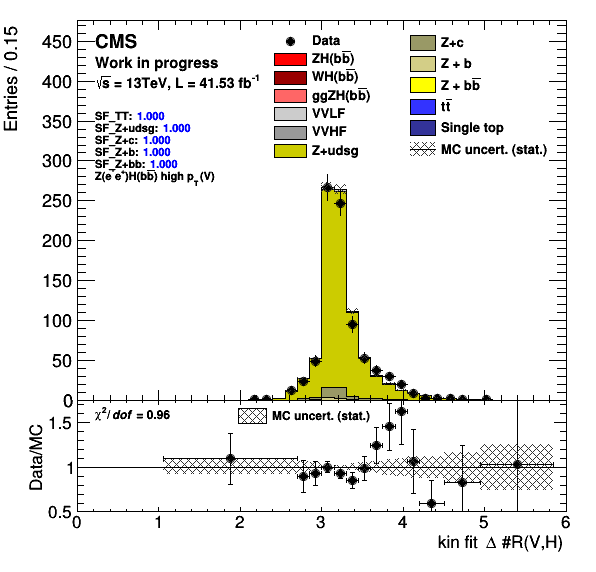 CMS
Work in progress
√s = 13TeV, L = 41.53 fb⁻¹
SF_TT: 1.000
SF_Z+udsg: 1.000
SF_Z+c: 1.000
SF_Z+b: 1.000
SF_Z+bb: 1.000
Z(e⁻e⁺)H(bb̅) high p_T(V)
Data
ZH(bb̅)
WH(bb̅)
ggZH(bb̅)
VVLF
VVHF
Z+udsg
Z+c
Z + b
Z + bb̅
tt̅
Single top
MC uncert. (stat.)
Entries / 0.15
450
400
350
300
250
200
150
100
50
0
χ²/dof = 0.96
MC uncert. (stat.)
Data/MC
1.5
1
0.5
0 1 2 3 4 5 6
kin fit Δ #R(V,H)